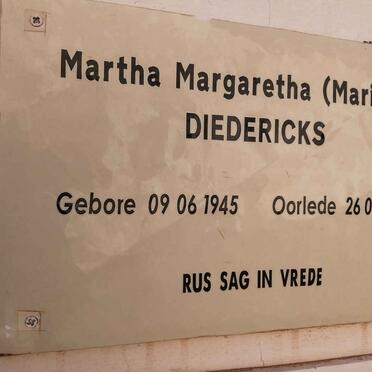 Martha Margaretha (Mari
DIEDERICKS
Gebore 09 06 1945 Oorlede 26 0
RUS SAG IN VREDE